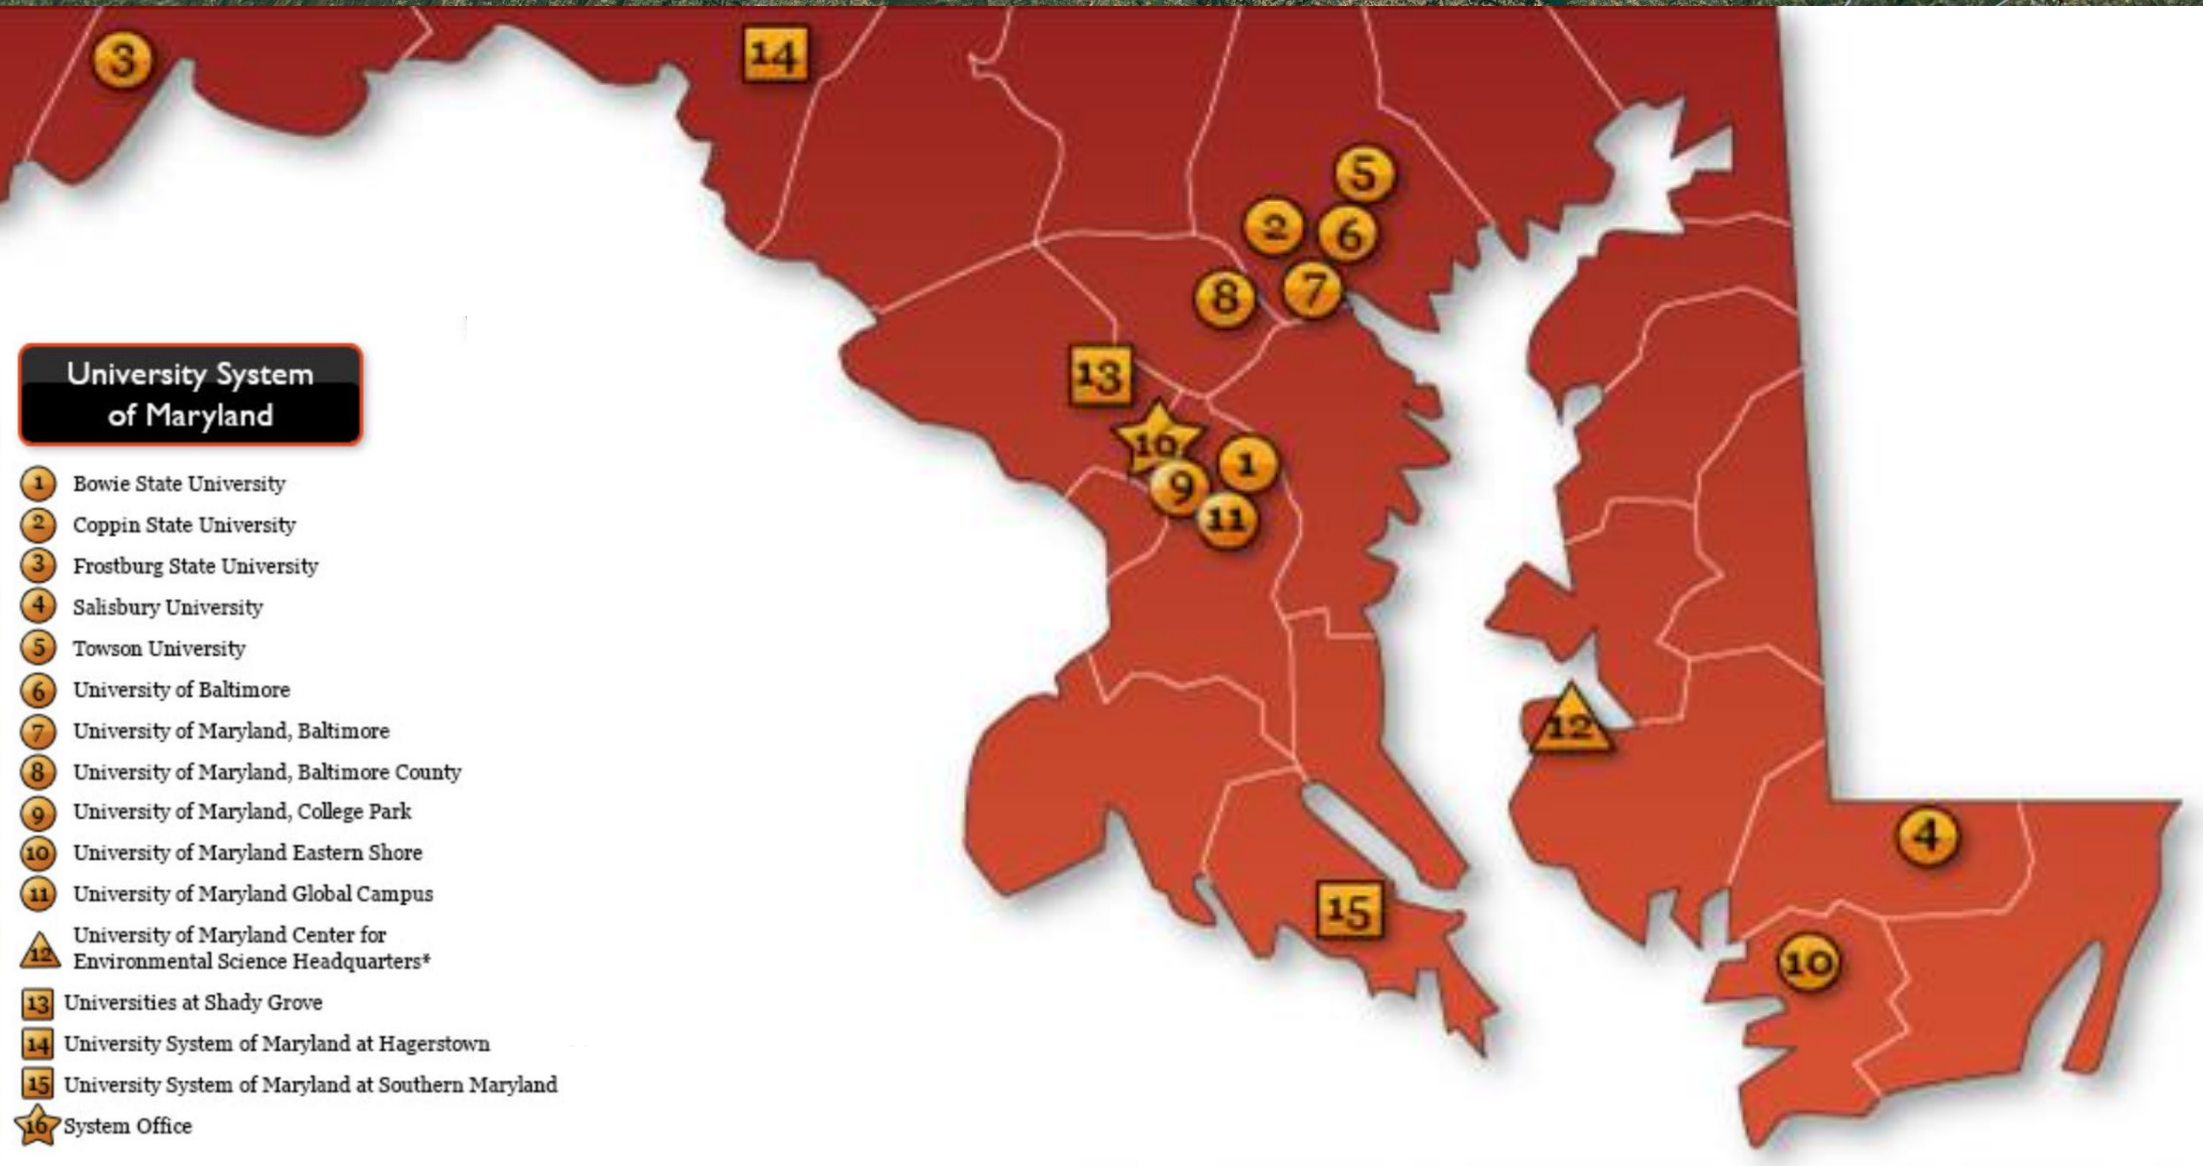 3
14
5
2
6
8
7
13
16
1
9
11
12
4
15
10
University System
of Maryland
1 Bowie State University
2 Coppin State University
3 Frostburg State University
4 Salisbury University
5 Towson University
6 University of Baltimore
7 University of Maryland, Baltimore
8 University of Maryland, Baltimore County
9 University of Maryland, College Park
10 University of Maryland Eastern Shore
11 University of Maryland Global Campus
12 University of Maryland Center for
Environmental Science Headquarters*
13 Universities at Shady Grove
14 University System of Maryland at Hagerstown
15 University System of Maryland at Southern Maryland
16 System Office